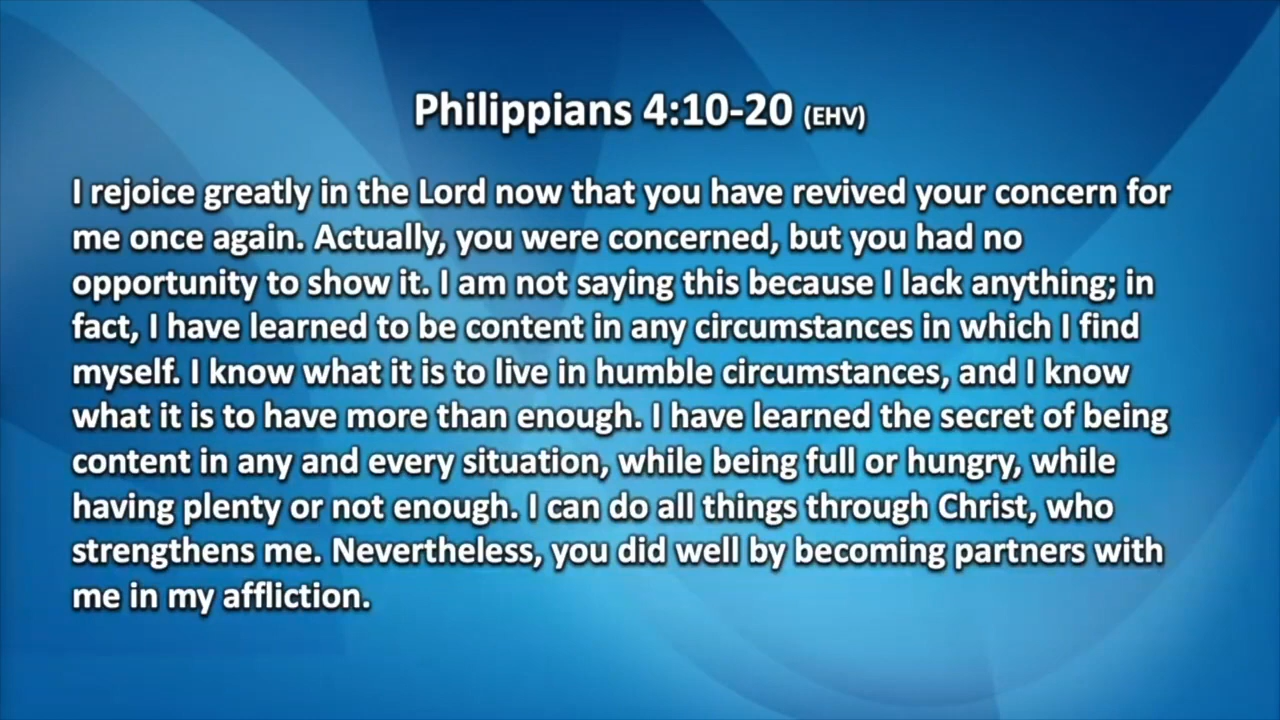 Philippians 4:10-20 (EHV)
I rejoice greatly in the Lord now that you have revived your concern for
me once again. Actually, you were concerned, but you had no
opportunity to show it. I am not saying this because I lack anything; in
fact, I have learned to be content in any circumstances in which I find
myself. I know what it is to live in humble circumstances, and I know
what it is to have more than enough. I have learned the secret of being
content in any and every situation, while being full or hungry, while
having plenty or not enough. I can do all things through Christ, who
strengthens me. Nevertheless, you did well by becoming partners with
me in my affliction.